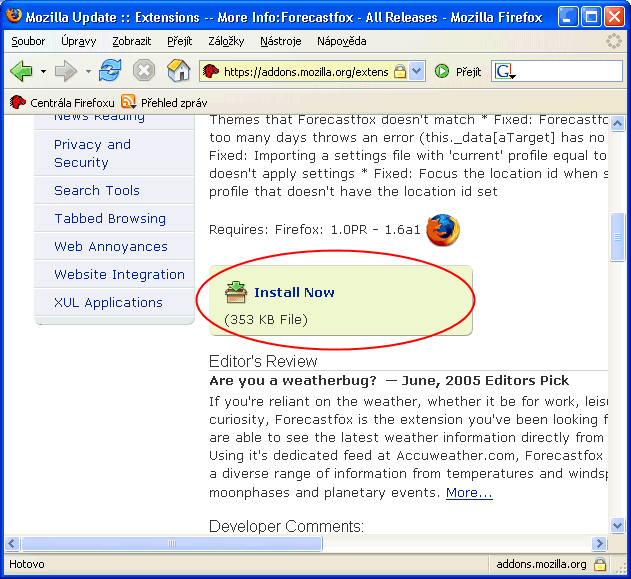 Mozilla Update :: Extensions -- More Info:Forecastfox - All Releases - Mozilla Firefox
Soubor Úpravy Zobrazit Přejít Záložky Nástroje Nápověda
https://addons.mozilla.org/extens Přejít G
Centrála Firefoxu Přehled zpráv
News Reading
Privacy and
Security
Search Tools
Tabbed Browsing
Web Annoyances
Website Integration
XUL Applications
Themes that Forecastfox doesn't match * Fixed: Forecastfo
too many days throws an error (this._data[aTarget] has no
Fixed: Importing a settings file with 'current' profile equal to
doesn't apply settings * Fixed: Focus the location id when s
profile that doesn't have the location id set
Requires: Firefox: 1.0PR - 1.6a1
Install Now
(353 KB File)
Editor's Review
Are you a weatherbug? — June, 2005 Editors Pick
If you're reliant on the weather, whether it be for work, leisu
curiosity, Forecastfox is the extension you've been looking f
are able to see the latest weather information directly from
Using it's dedicated feed at Accuweather.com, Forecastfox
a diverse range of information from temperatures and windsp
moonphases and planetary events. More...
Developer Comments:
Hotovo addons.mozilla.org